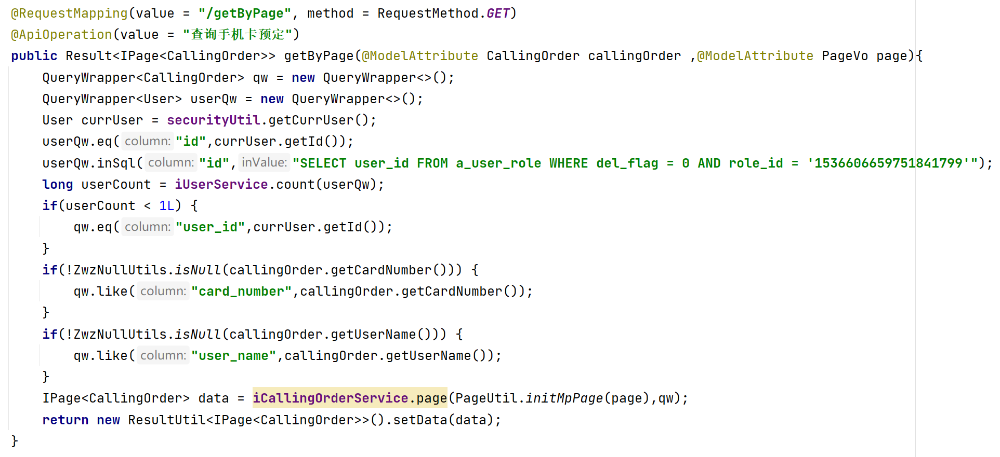 @RequestMapping(value = "/getByPage", method = RequestMethod.GET)
@ApiOperation(value = "查询手机卡预定")
public Result<IPage<CallingOrder>> getByPage(@ModelAttribute CallingOrder callingOrder ,@ModelAttribute PageVo page){
QueryWrapper<CallingOrder> qw = new QueryWrapper<>();
QueryWrapper<User> userQw = new QueryWrapper<>();
User currUser = securityUtil.getCurrUser();
userQw.eq( column: "id",currUser.getId());
userQw.inSql( column: "id", inValue: "SELECT user_id FROM a_user_role WHERE del_flag = 0 AND role_id = '1536606659751841799'");
long userCount = iUserService.count(userQw);
if(userCount < 1L) {
qw.eq( column: "user_id",currUser.getId());
}
if(!ZwzNullUtils.isNull(callingOrder.getCardNumber())) {
qw.like( column: "card_number",callingOrder.getCardNumber());
}
if(!ZwzNullUtils.isNull(callingOrder.getUserName())) {
qw.like( column: "user_name",callingOrder.getUserName());
}
IPage<CallingOrder> data = iCallingOrderService.page(PageUtil.initMpPage(page),qw);
return new ResultUtil<IPage<CallingOrder>>().setData(data);
}